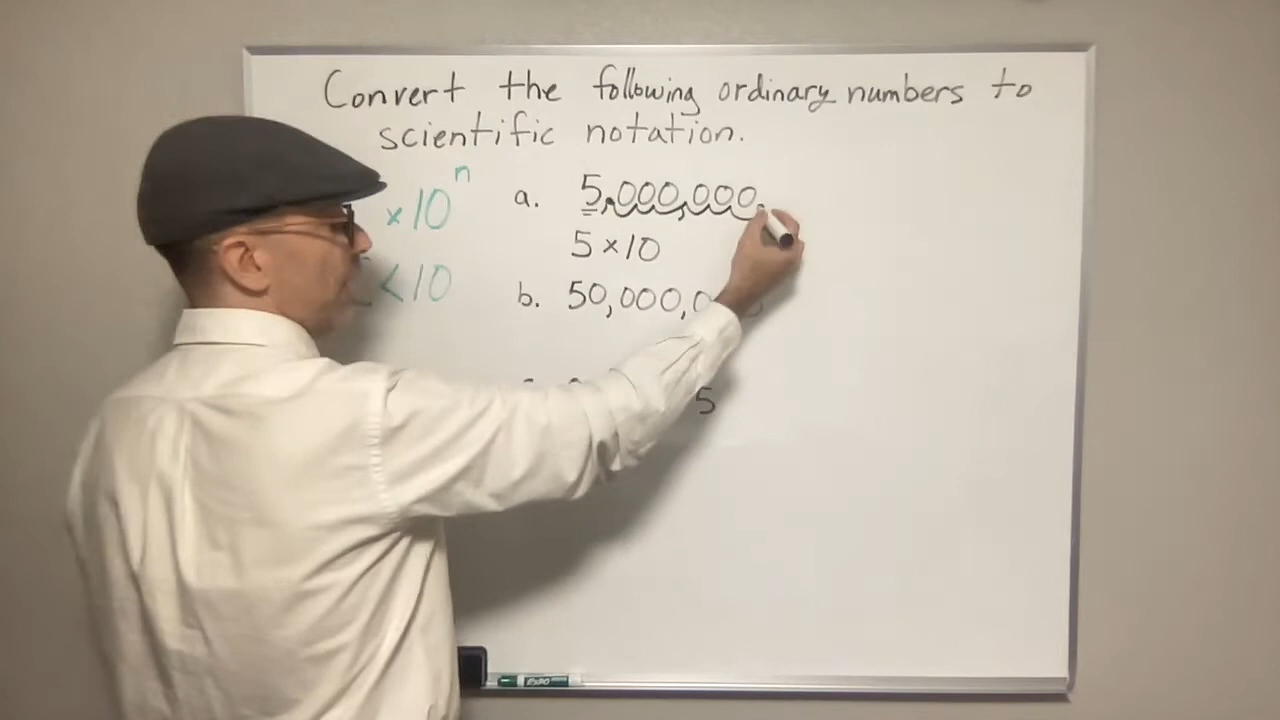 Convert the following ordinary numbers to
scientific notation.
×10ⁿ
a. 5,000,000.
5×10
<10
b. 50,000,0
5
EXPO